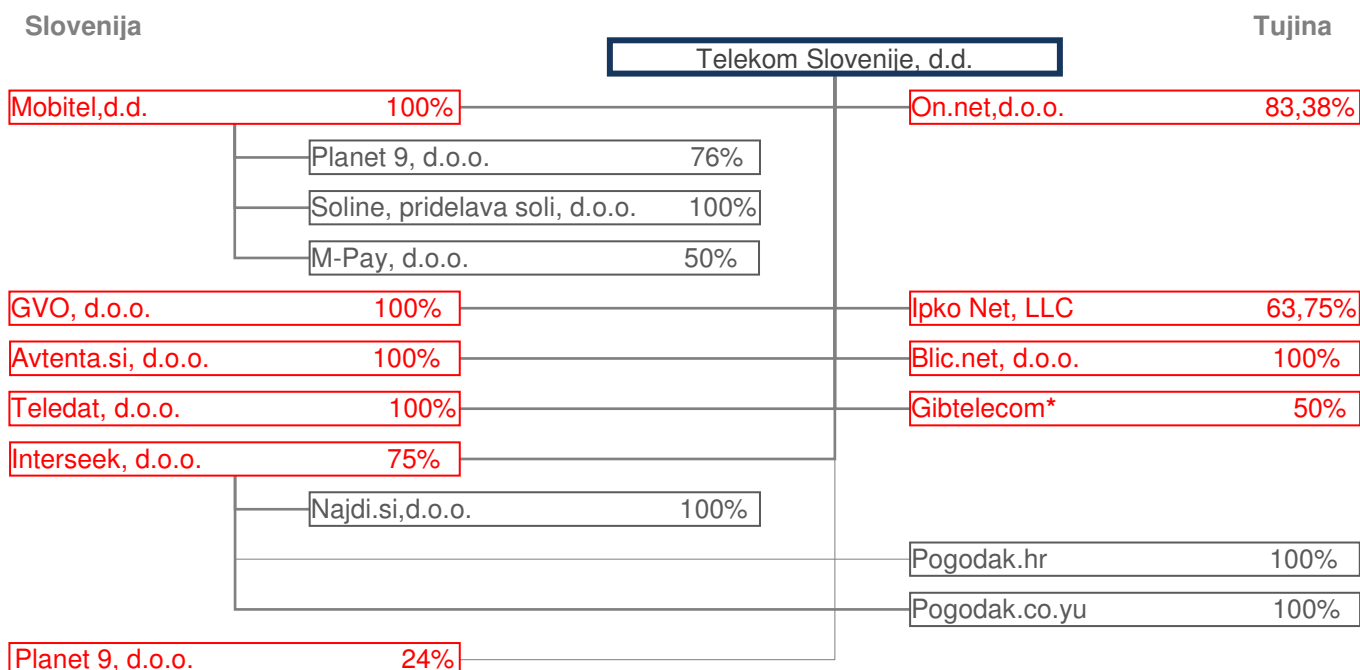 Slovenija Tujina
Telekom Slovenije, d.d.
Mobitel,d.d. 100% On.net,d.o.o. 83,38%
Planet 9, d.o.o. 76%
Soline, pridelava soli, d.o.o. 100%
M-Pay, d.o.o. 50%
GVO, d.o.o. 100% Ipko Net, LLC 63,75%
Avtenta.si, d.o.o. 100% Blic.net, d.o.o. 100%
Teledat, d.o.o. 100% Gibtelecom* 50%
Interseek, d.o.o. 75%
Najdi.si,d.o.o. 100%
Pogodak.hr 100%
Pogodak.co.yu 100%
Planet 9, d.o.o. 24%